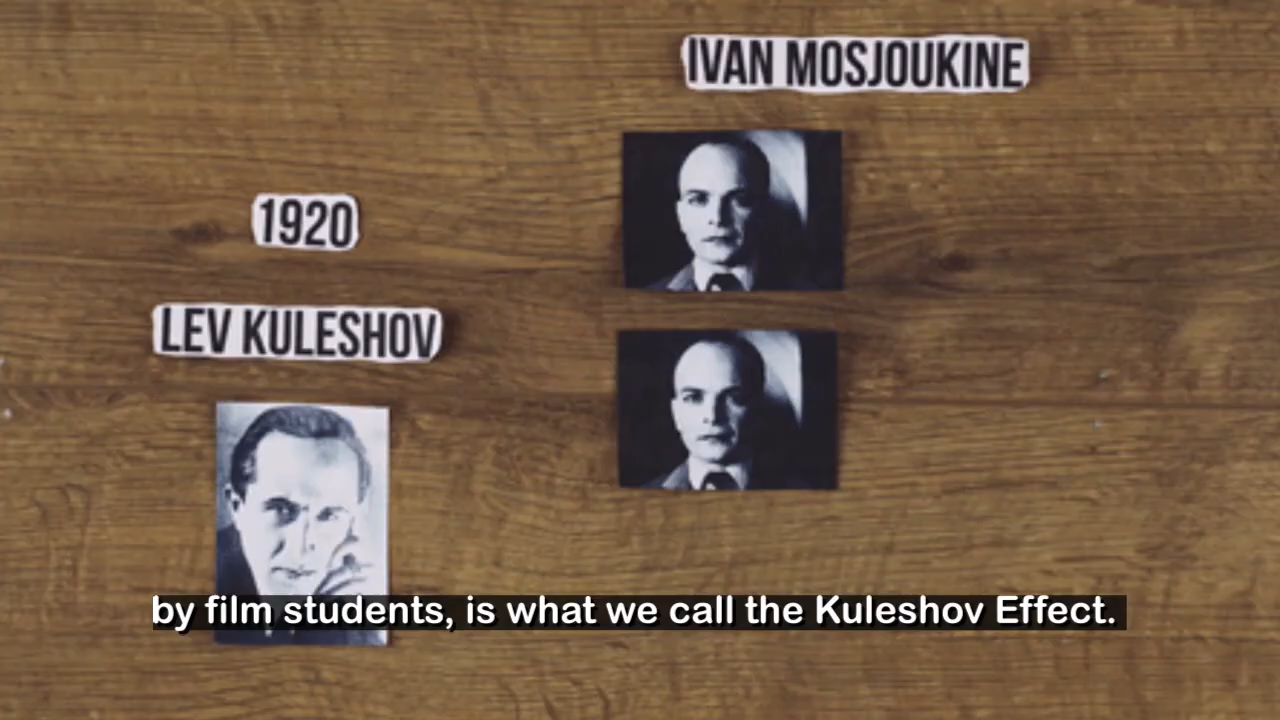 IVAN MOSJOUKINE
1920
LEV KULESHOV
by film students, is what we call the Kuleshov Effect.